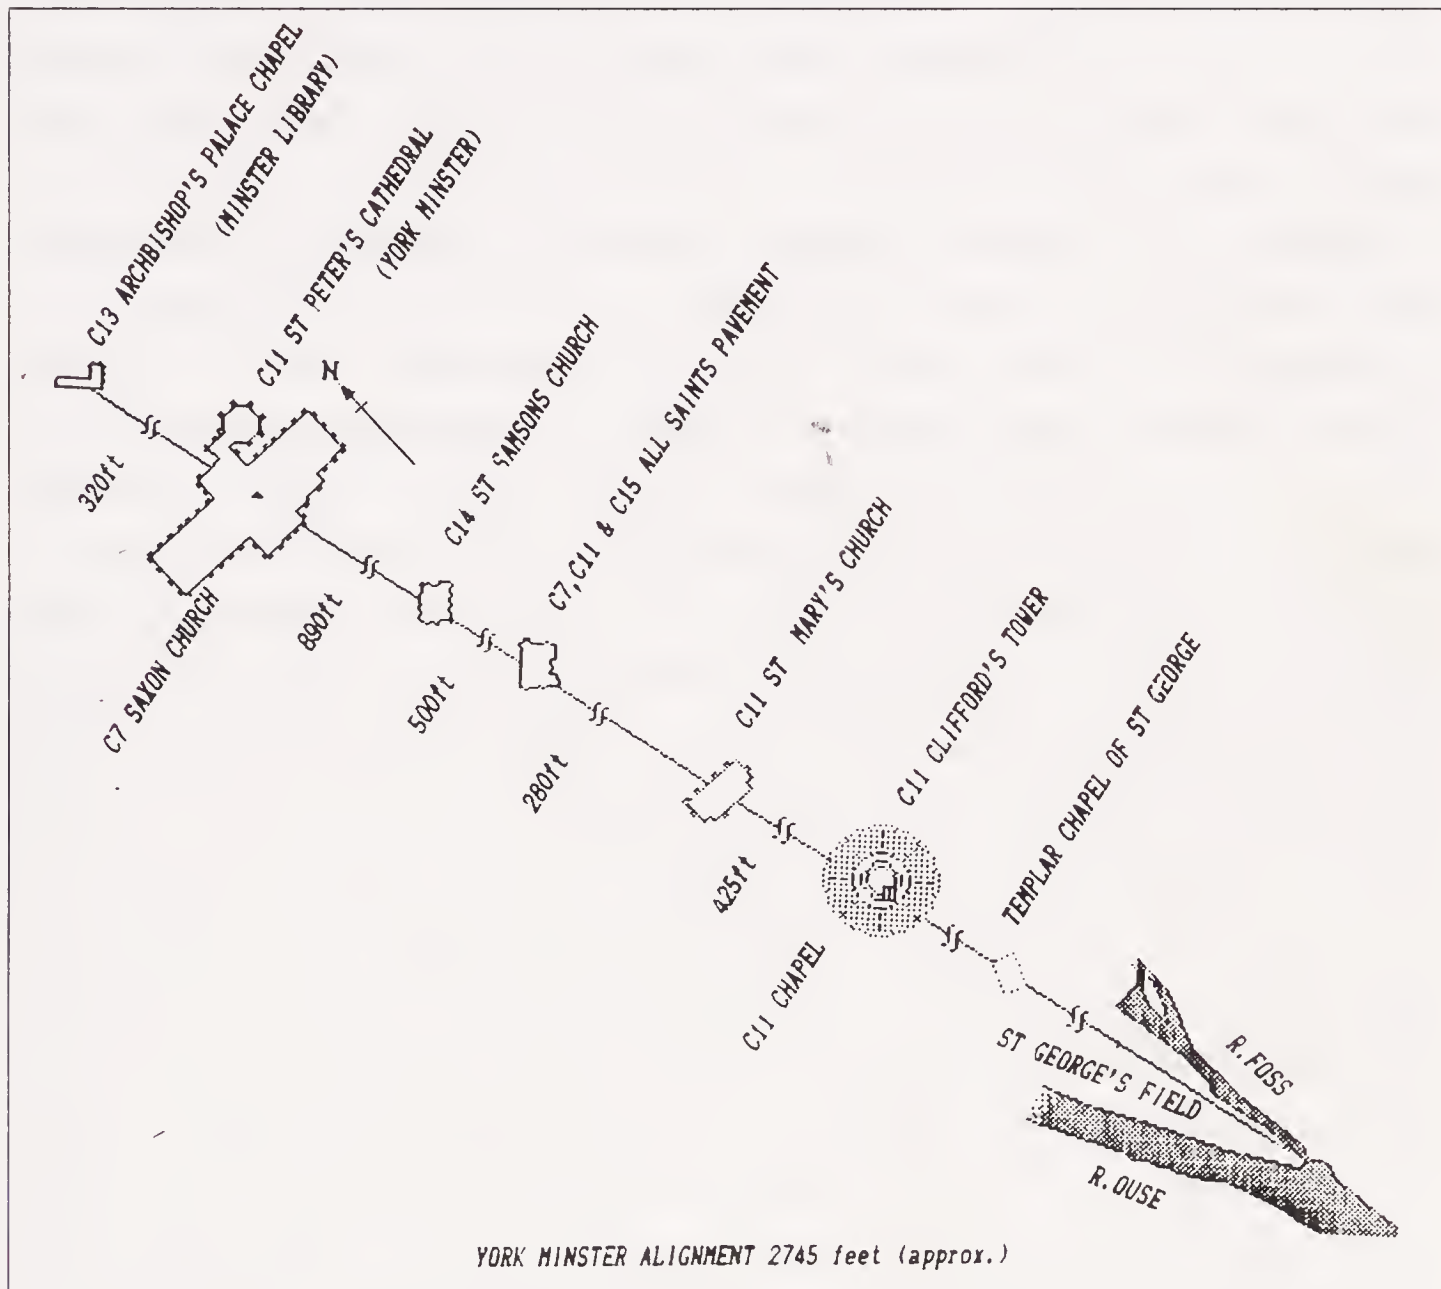 C13 ARCHBISHOP'S PALACE CHAPEL
(MINSTER LIBRARY)
C11 ST PETER'S CATHEDRAL
(YORK MINSTER)
N
C14 ST SAMSONS CHURCH
C7,C11 & C15 ALL SAINTS PAVEMENT
C11 ST MARY'S CHURCH
C11 CLIFFORD'S TOWER
TEMPLAR CHAPEL OF ST GEORGE
320ft
C7 SAXON CHURCH
890ft
500ft
280ft
425ft
C11 CHAPEL
ST GEORGE'S FIELD
R.FOSS
R.OUSE
YORK MINSTER ALIGNMENT 2745 feet (approx.)